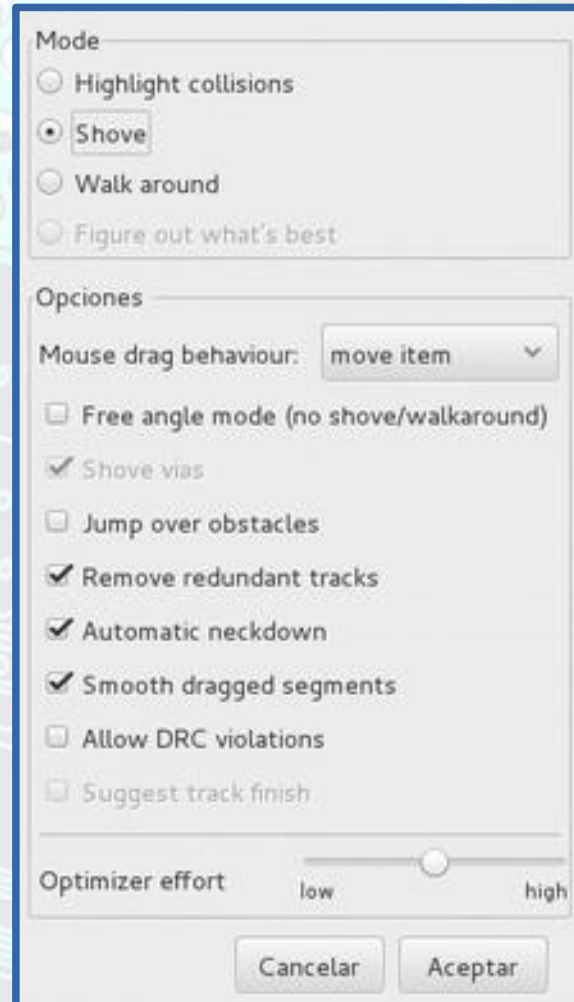 Mode
Highlight collisions
Shove
Walk around
Figure out what's best
Opciones
Mouse drag behaviour: move item
Free angle mode (no shove/walkaround)
Shove vias
Jump over obstacles
Remove redundant tracks
Automatic neckdown
Smooth dragged segments
Allow DRC violations
Suggest track finish
Optimizer effort
low high
Cancelar Aceptar